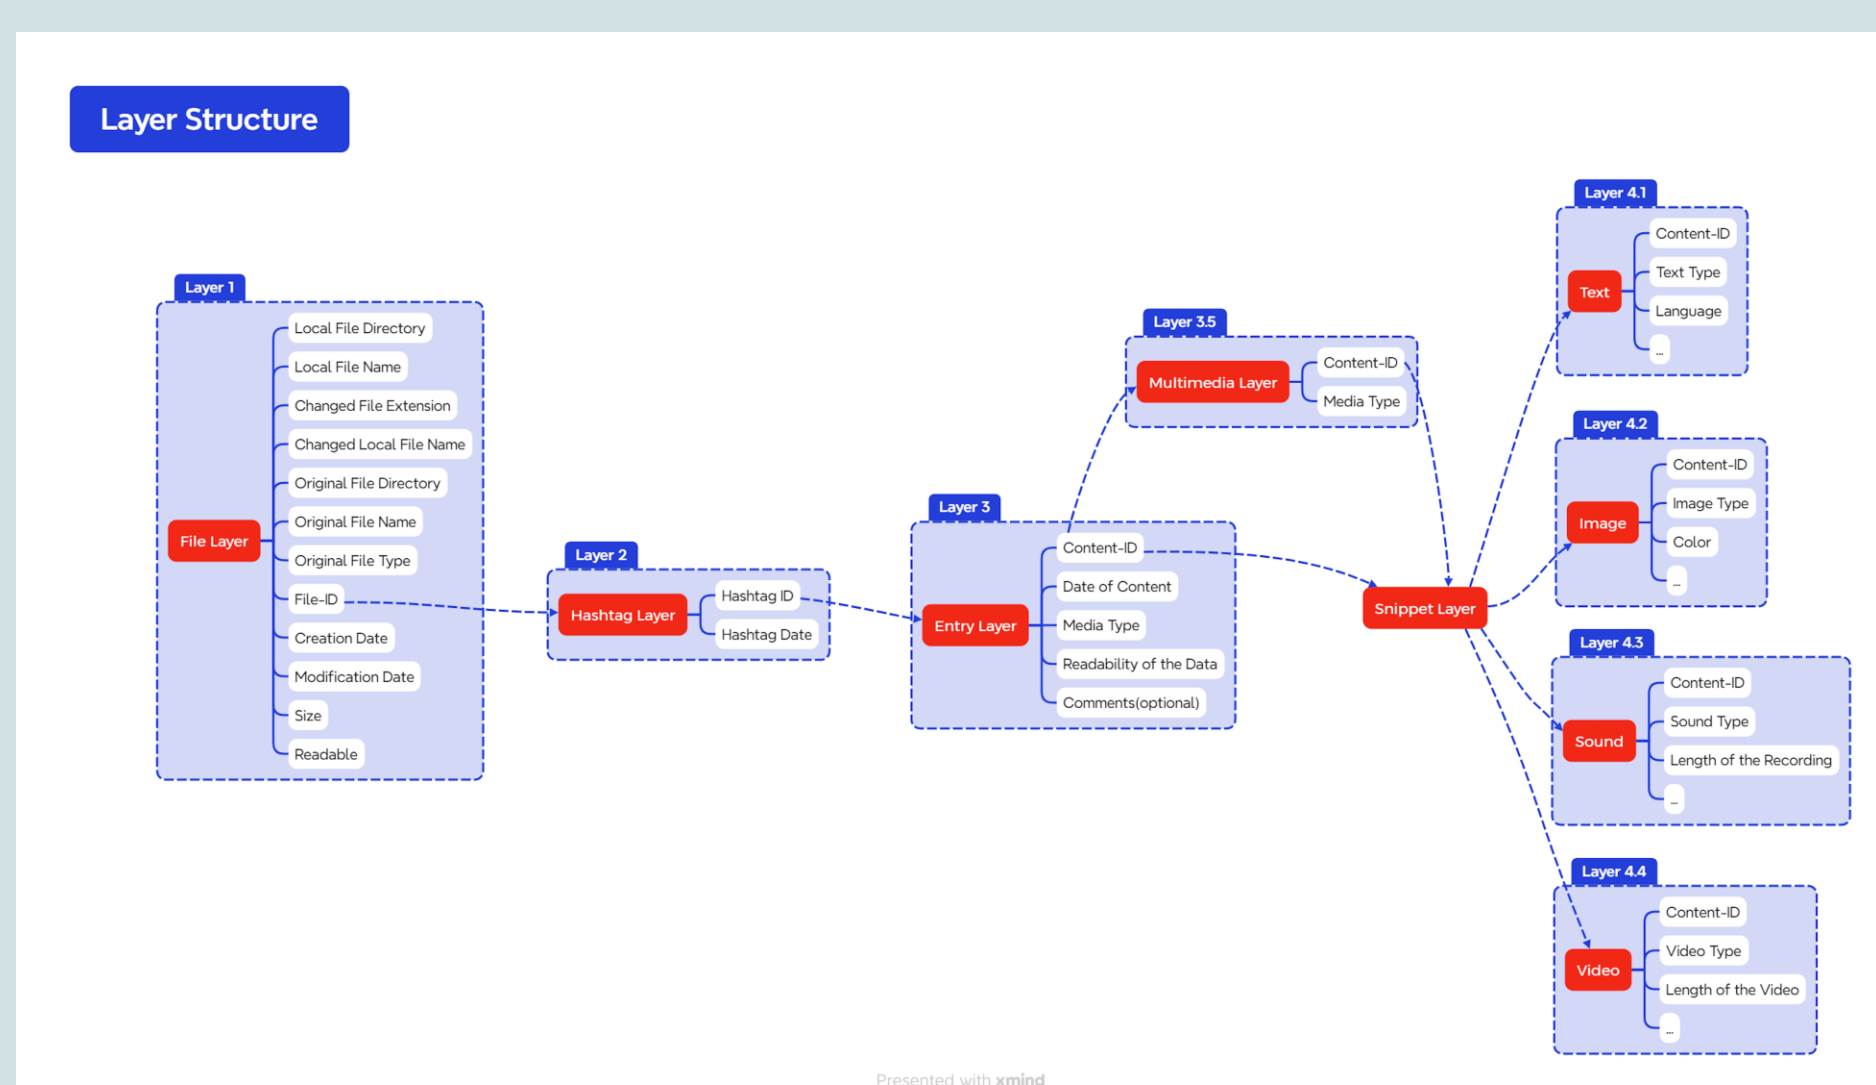 Layer Structure
Layer 1
File Layer
Local File Directory
Local File Name
Changed File Extension
Changed Local File Name
Original File Directory
Original File Name
Original File Type
File-ID
Creation Date
Modification Date
Size
Readable
Layer 2
Hashtag Layer
Hashtag ID
Hashtag Date
Layer 3
Entry Layer
Content-ID
Date of Content
Media Type
Readability of the Data
Comments(optional)
Layer 3.5
Multimedia Layer
Content-ID
Media Type
Snippet Layer
Layer 4.1
Text
Content-ID
Text Type
Language
...
Layer 4.2
Image
Content-ID
Image Type
Color
...
Layer 4.3
Sound
Content-ID
Sound Type
Length of the Recording
...
Layer 4.4
Video
Content-ID
Video Type
Length of the Video
...
Presented with xmind